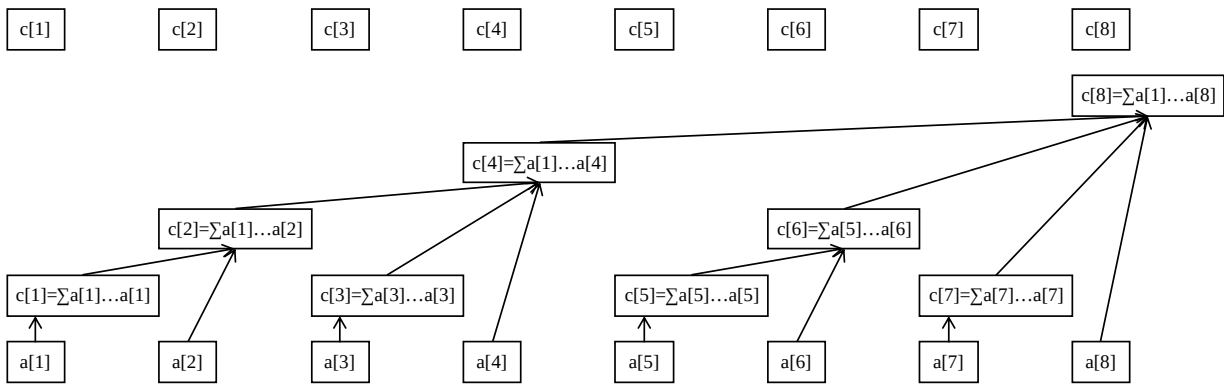 c[1] c[2] c[3] c[4] c[5] c[6] c[7] c[8]
c[8]=∑a[1]…a[8]
c[4]=∑a[1]…a[4]
c[2]=∑a[1]…a[2] c[6]=∑a[5]…a[6]
c[1]=∑a[1]…a[1] c[3]=∑a[3]…a[3] c[5]=∑a[5]…a[5] c[7]=∑a[7]…a[7]
a[1] a[2] a[3] a[4] a[5] a[6] a[7] a[8]